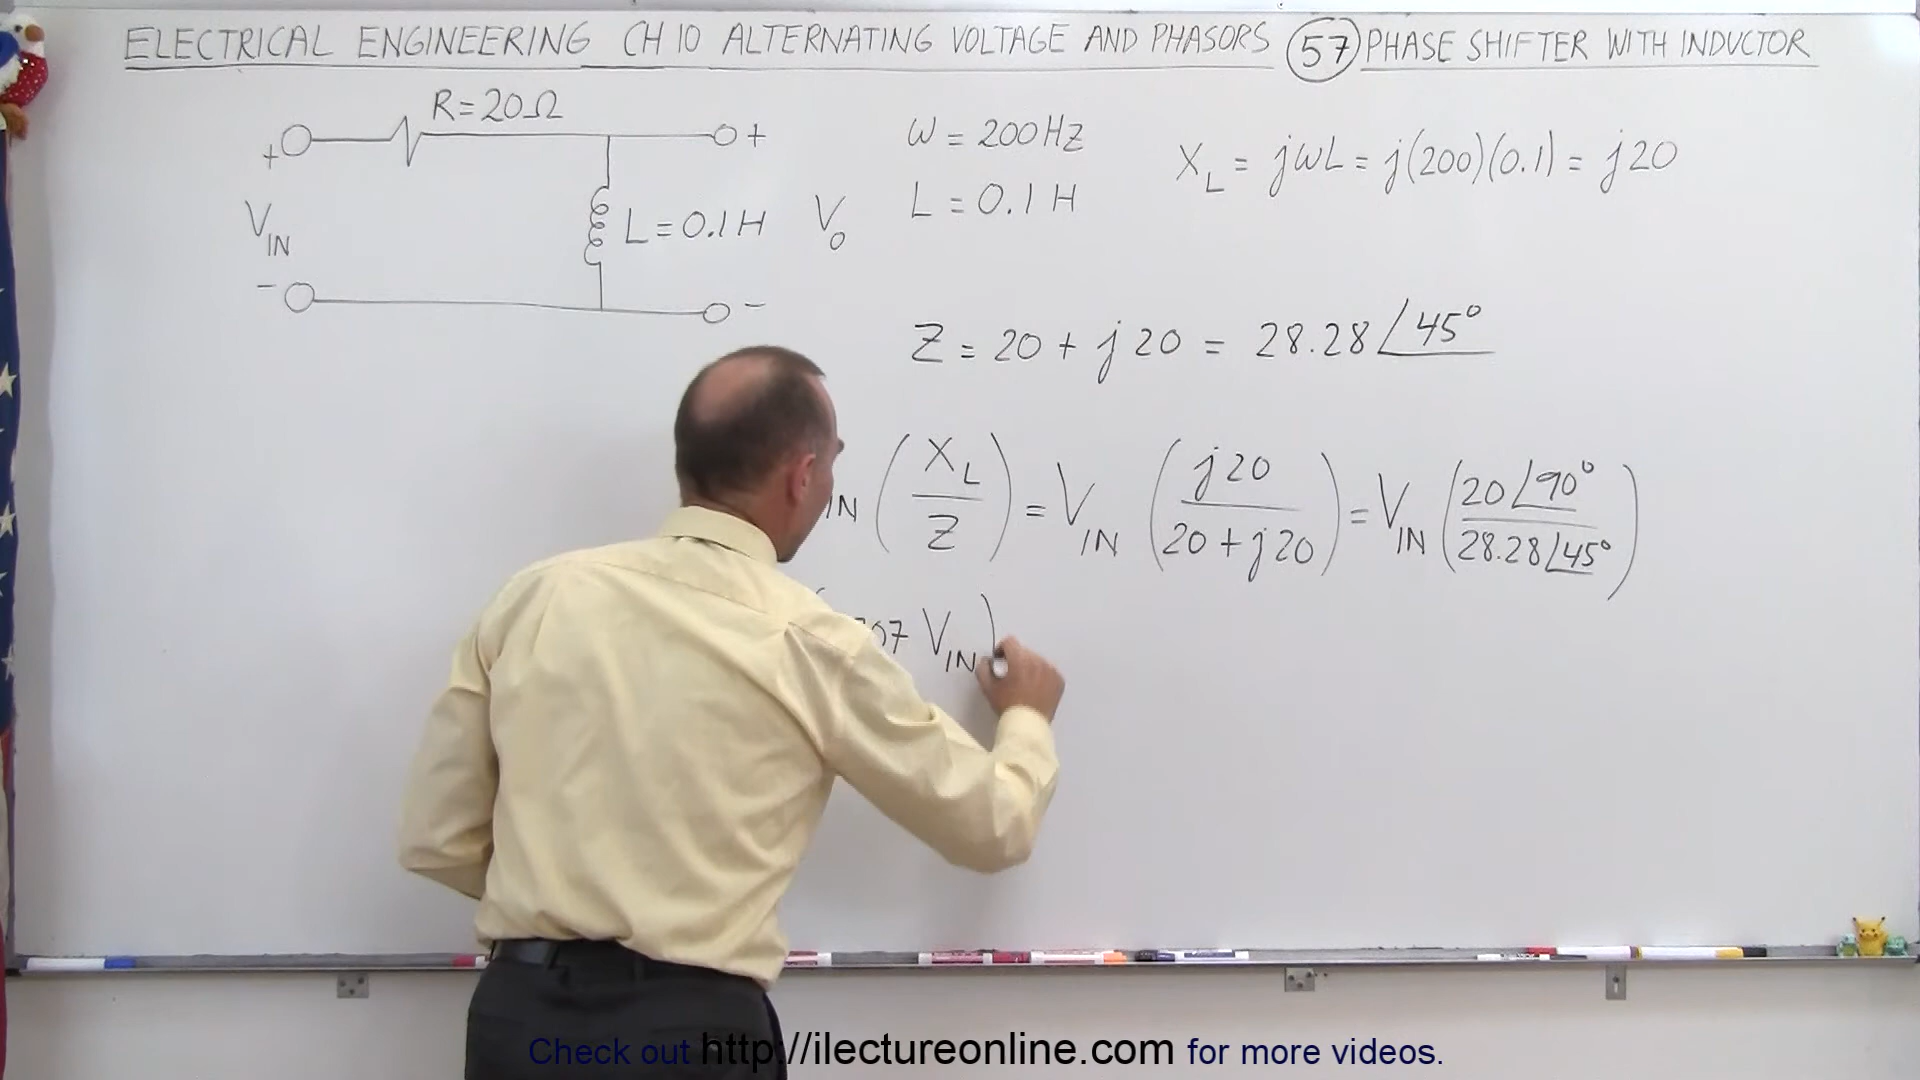 ELECTRICAL ENGINEERING CH 10 ALTERNATING VOLTAGE AND PHASORS 57 PHASE SHIFTER WITH INDUCTOR
R = 20Ω
+ +
V_IN L = 0.1 H V_o
- -
ω = 200 HZ
L = 0.1 H
X_L = jωL = j(200)(0.1) = j20
Z = 20 + j20 = 28.28 ∠45°
IN (X_L / Z) = V_IN (j20 / 20 + j20) = V_IN (20 ∠90° / 28.28 ∠45°)
07 V_IN)
Check out http://ilectureonline.com for more videos.